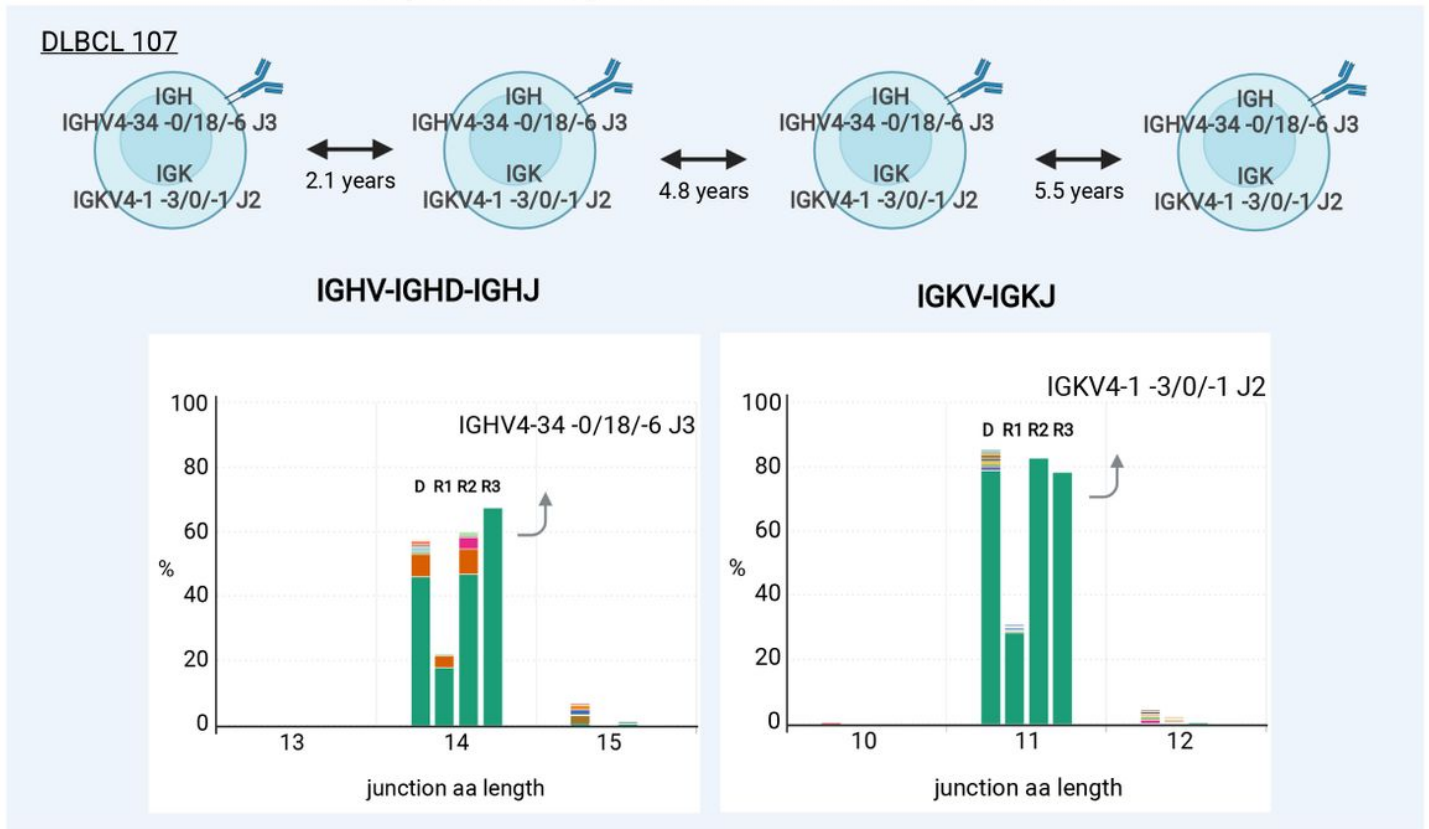 DLBCL 107
IGH
IGHV4-34 -0/18/-6 J3
IGK
IGKV4-1 -3/0/-1 J2
2.1 years
IGH
IGHV4-34 -0/18/-6 J3
IGK
IGKV4-1 -3/0/-1 J2
4.8 years
IGH
IGHV4-34 -0/18/-6 J3
IGK
IGKV4-1 -3/0/-1 J2
5.5 years
IGH
IGHV4-34 -0/18/-6 J3
IGK
IGKV4-1 -3/0/-1 J2
IGHV-IGHD-IGHJ
IGHV4-34 -0/18/-6 J3
D R1 R2 R3
100
80
60
%
40
20
0
13 14 15
junction aa length
IGKV-IGKJ
IGKV4-1 -3/0/-1 J2
D R1 R2 R3
100
80
60
%
40
20
0
10 11 12
junction aa length